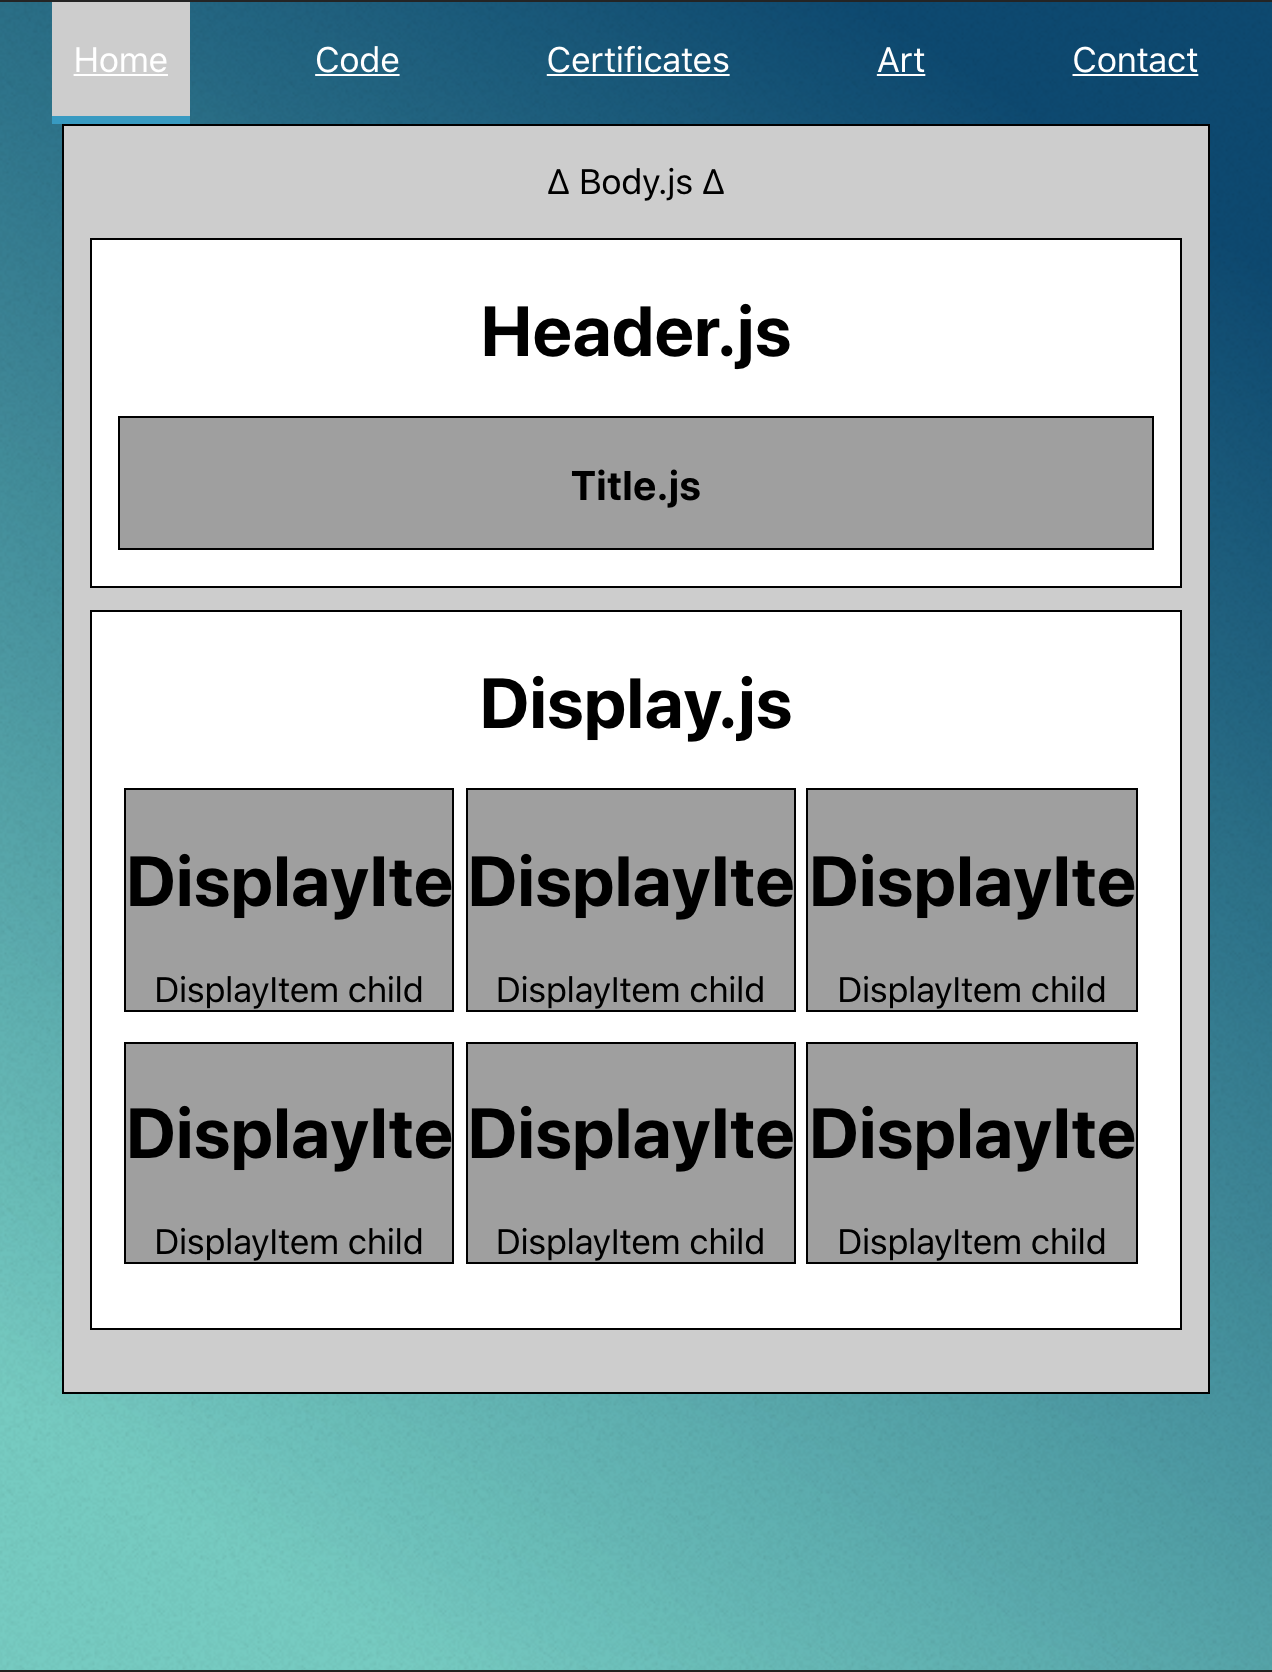 Home Code Certificates Art Contact
Δ Body.js Δ
Header.js
Title.js
Display.js
DisplayIte DisplayIte DisplayIte
DisplayItem child DisplayItem child DisplayItem child
DisplayIte DisplayIte DisplayIte
DisplayItem child DisplayItem child DisplayItem child